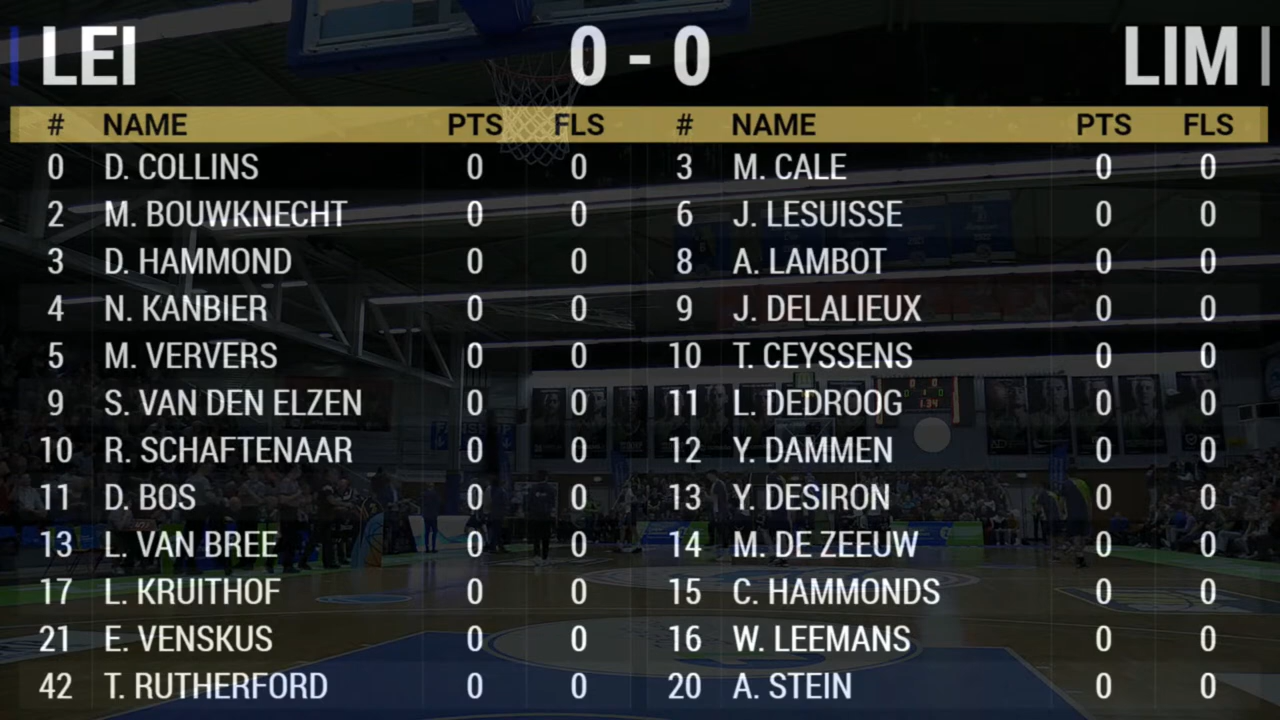 LEI 0 - 0 LIM
# NAME PTS FLS # NAME PTS FLS
0 D. COLLINS 0 0 3 M. CALE 0 0
2 M. BOUWKNECHT 0 0 6 J. LESUISSE 0 0
3 D. HAMMOND 0 0 8 A. LAMBOT 0 0
4 N. KANBIER 0 0 9 J. DELALIEUX 0 0
5 M. VERVERS 0 0 10 T. CEYSSENS 0 0
9 S. VAN DEN ELZEN 0 0 11 L. DEDROOG 0 0
10 R. SCHAFTENAAR 0 0 12 Y. DAMMEN 0 0
11 D. BOS 0 0 13 Y. DESIRON 0 0
13 L. VAN BREE 0 0 14 M. DE ZEEUW 0 0
17 L. KRUITHOF 0 0 15 C. HAMMONDS 0 0
21 E. VENSKUS 0 0 16 W. LEEMANS 0 0
42 T. RUTHERFORD 0 0 20 A. STEIN 0 0